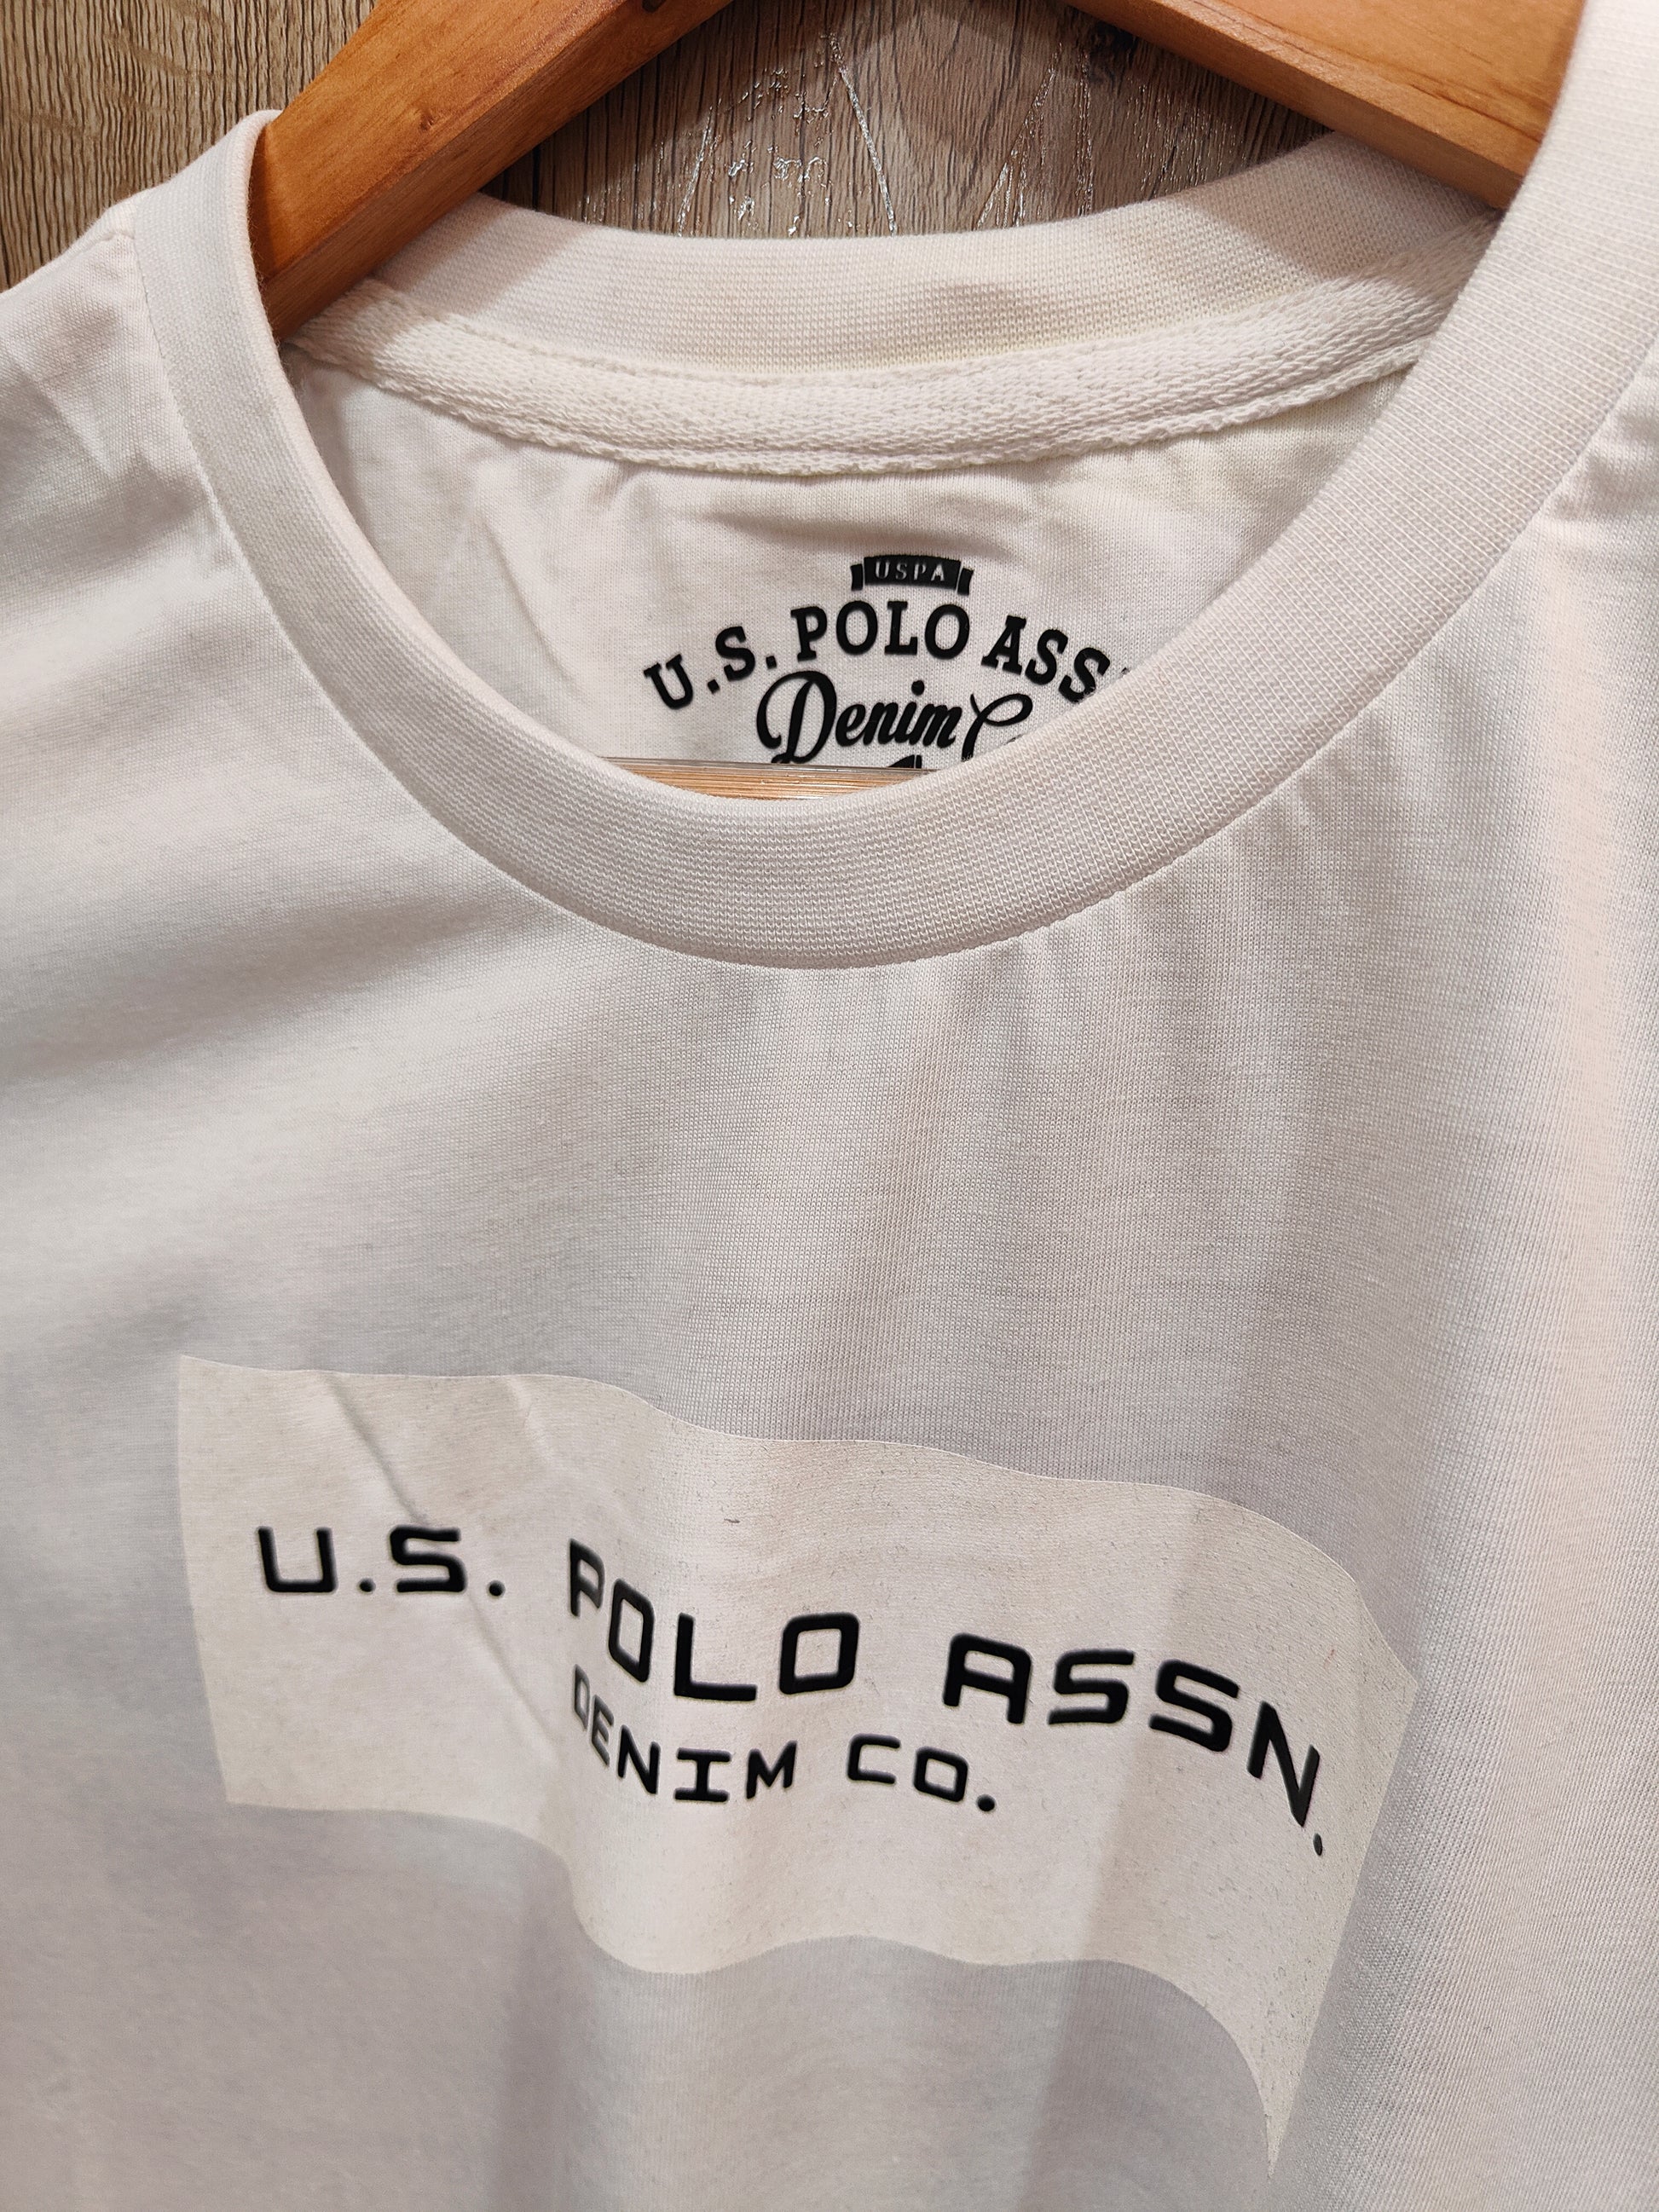 USPA
U.S. POLO ASS
Denim
U.S. POLO ASSN.
DENIM CO.